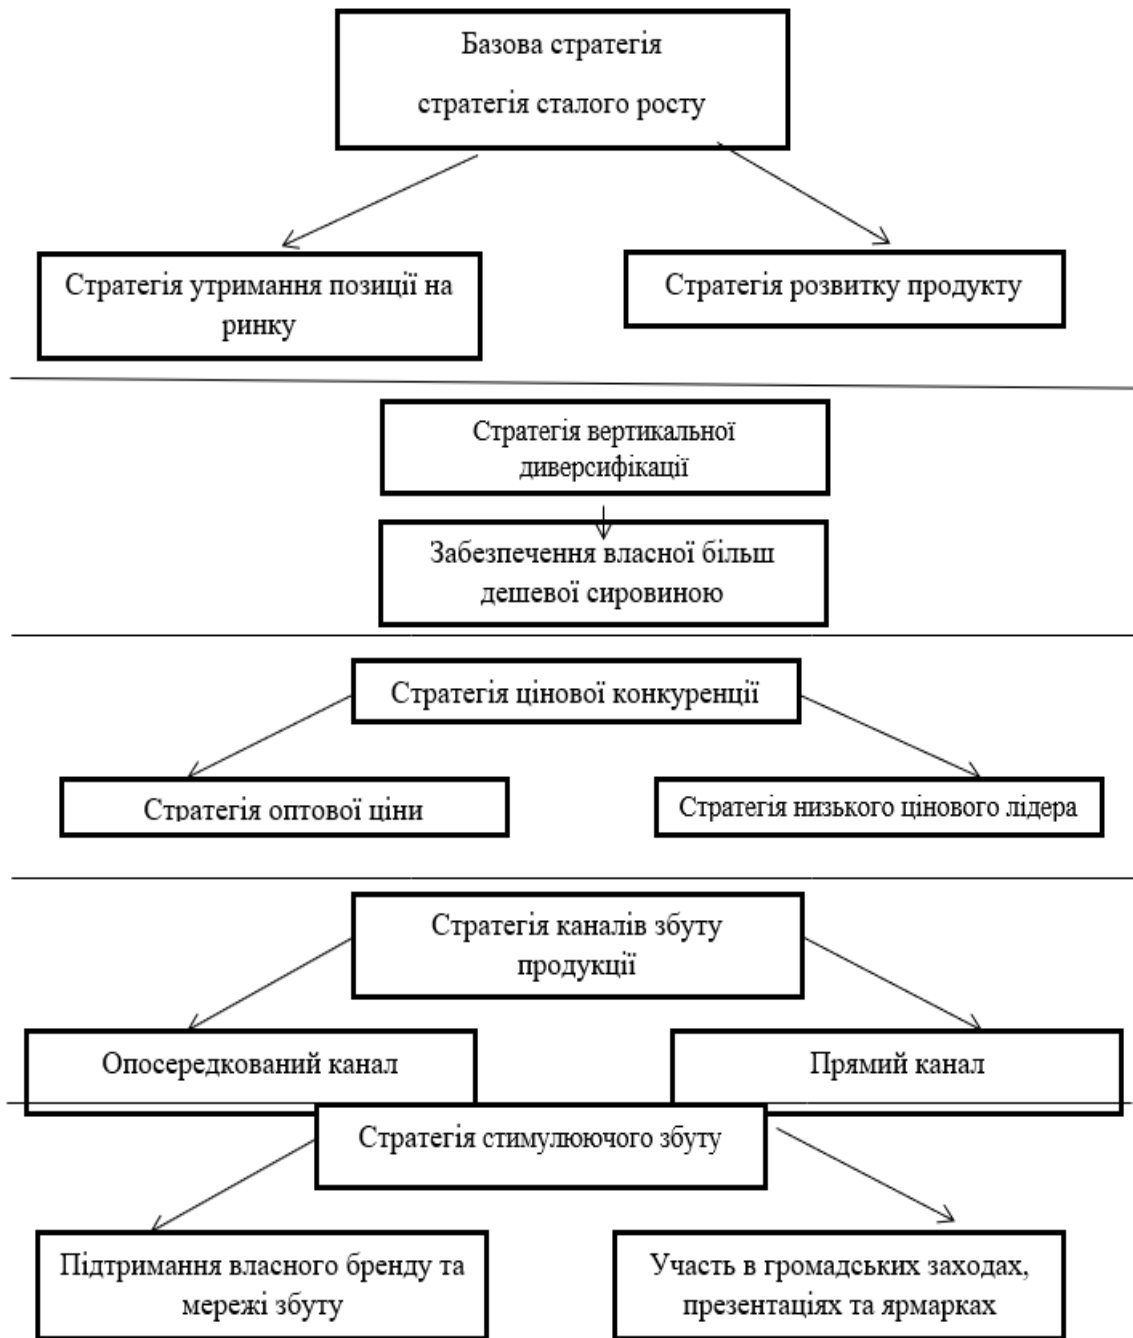 Базова стратегія
стратегія сталого росту
Стратегія утримання позиції на
ринку
Стратегія розвитку продукту
Стратегія вертикальної
диверсифікації
Забезпечення власної більш
дешевої сировиною
Стратегія цінової конкуренції
Стратегія оптової ціни
Стратегія низького цінового лідера
Стратегія каналів збуту
продукції
Опосередкований канал
Прямий канал
Стратегія стимулюючого збуту
Підтримання власного бренду та
мережі збуту
Участь в громадських заходах,
презентаціях та ярмарках